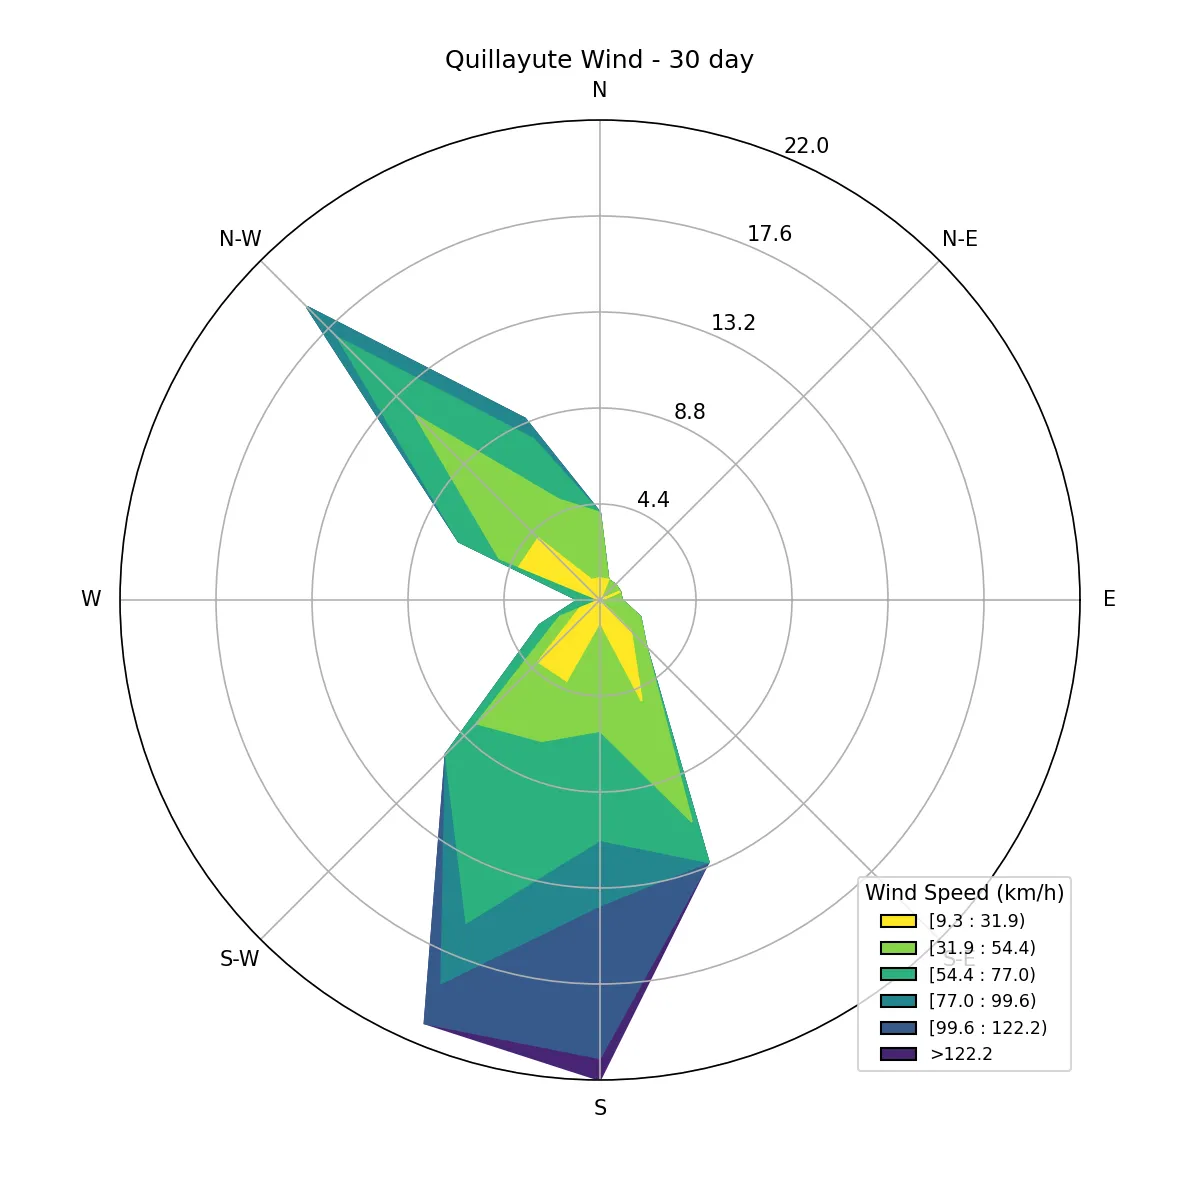 Quillayute Wind - 30 day
N
22.0
N-W
17.6
N-E
13.2
8.8
4.4
W
E
S-W
S-E
S
Wind Speed (km/h)
[9.3 : 31.9)
[31.9 : 54.4)
[54.4 : 77.0)
[77.0 : 99.6)
[99.6 : 122.2)
>122.2